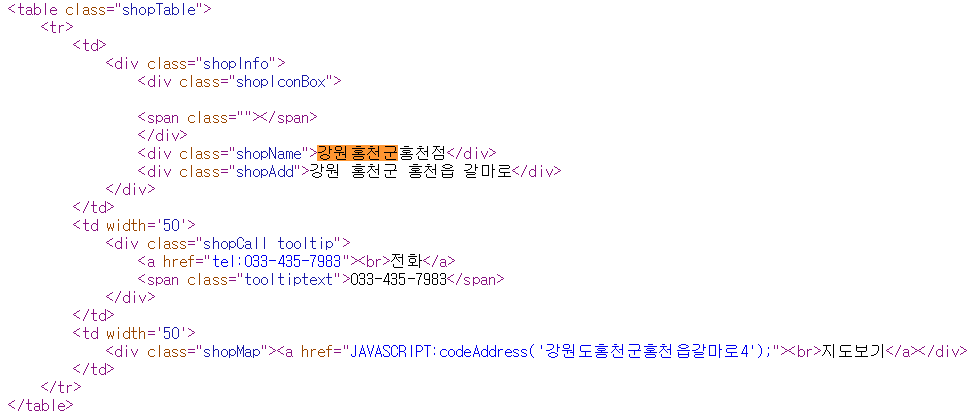 <table class="shopTable">
<tr>
<td>
<div class="shopInfo">
<div class="shopIconBox">
<span class=""></span>
</div>
<div class="shopName">강원홍천군홍천점</div>
<div class="shopAdd">강원 홍천군 홍천읍 갈마로</div>
</div>
</td>
<td width='50'>
<div class="shopCall tooltip">
<a href="tel:033-435-7983"><br>전화</a>
<span class="tooltiptext">033-435-7983</span>
</div>
</td>
<td width='50'>
<div class="shopMap"><a href="JAVASCRIPT:codeAddress('강원도홍천군홍천읍갈마로4');"><br>지도보기</a></div>
</td>
</tr>
</table>